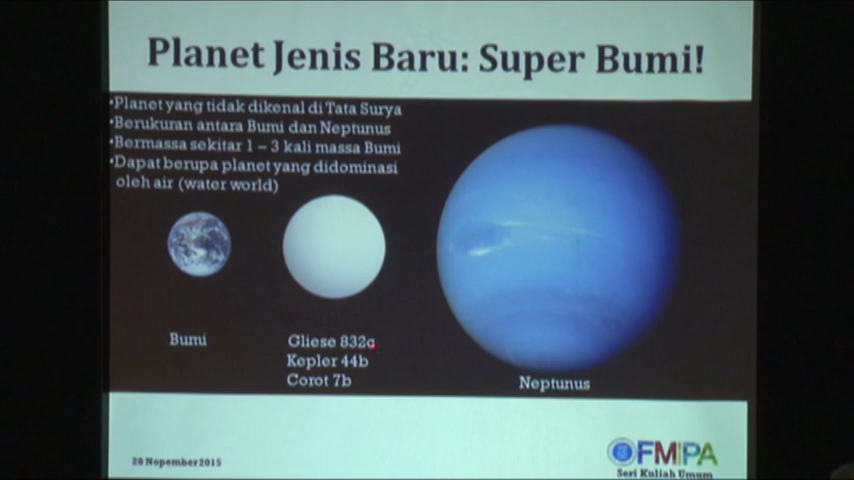 Planet Jenis Baru: Super Bumi!
•Planet yang tidak dikenal di Tata Surya
•Berukuran antara Bumi dan Neptunus
•Bermassa sekitar 1 – 3 kali massa Bumi
•Dapat berupa planet yang didominasi
oleh air (water world)
Bumi
Gliese 832c
Kepler 44b
Corot 7b
Neptunus
28 Nopember2015
FMIPA
Seri Kuliah Umum